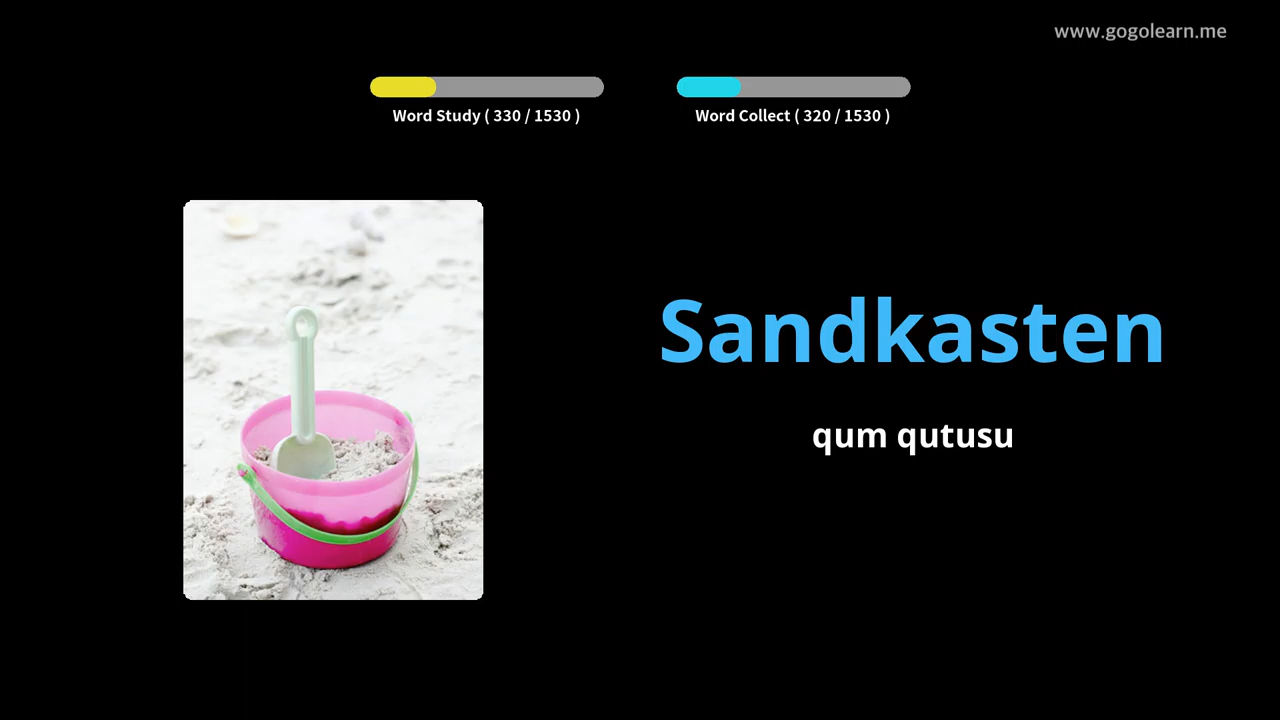 www.gogolearn.me
Word Study ( 330 / 1530 )
Word Collect ( 320 / 1530 )
Sandkasten
qum qutusu